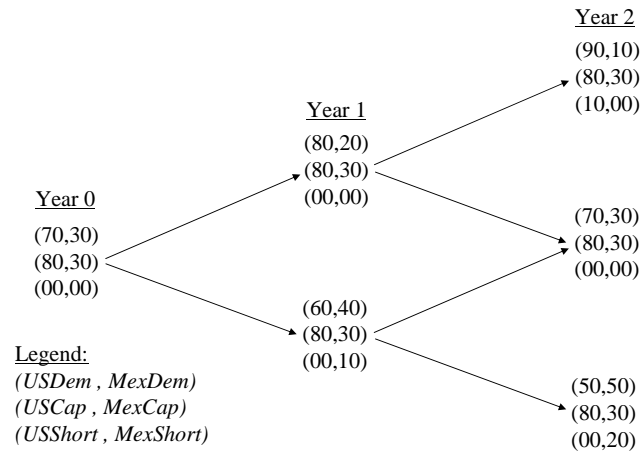 Year 0
(70,30)
(80,30)
(00,00)
Year 1
(80,20)
(80,30)
(00,00)
(60,40)
(80,30)
(00,10)
Year 2
(90,10)
(80,30)
(10,00)
(70,30)
(80,30)
(00,00)
(50,50)
(80,30)
(00,20)
Legend:
(USDem , MexDem)
(USCap , MexCap)
(USShort , MexShort)